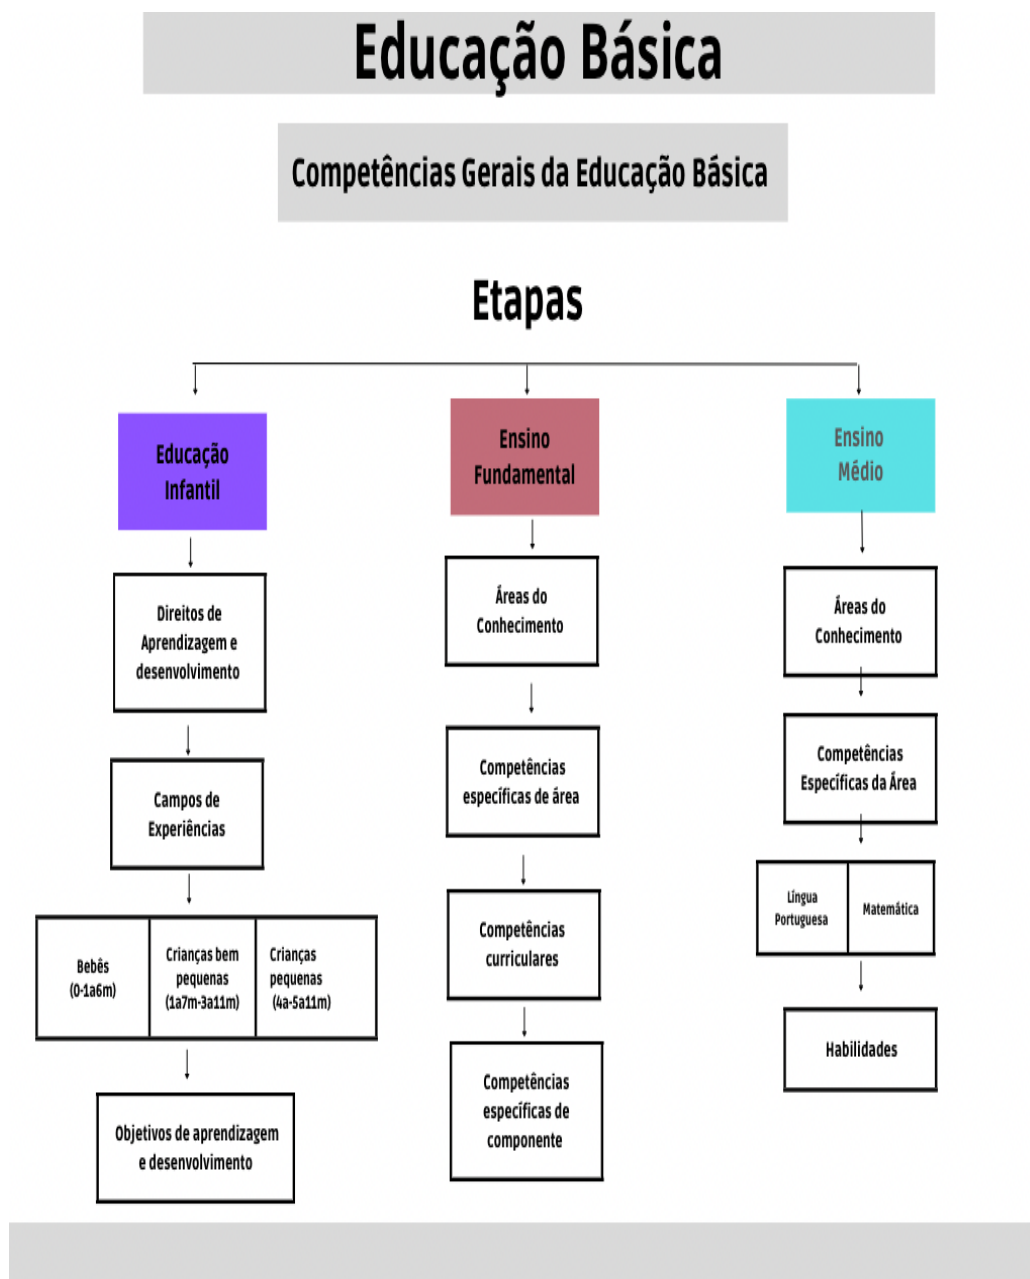 Educação Básica
Competências Gerais da Educação Básica
Etapas
Educação
Infantil
Direitos de
Aprendizagem e
desenvolvimento
Campos de
Experiências
Bebês
(0-1a6m)
Crianças bem
pequenas
(1a7m-3a11m)
Crianças
pequenas
(4a-5a11m)
Objetivos de aprendizagem
e desenvolvimento
Ensino
Fundamental
Áreas do
Conhecimento
Competências
específicas de área
Competências
curriculares
Competências
específicas de
componente
Ensino
Médio
Áreas do
Conhecimento
Competências
Específicas da Área
Língua
Portuguesa
Matemática
Habilidades